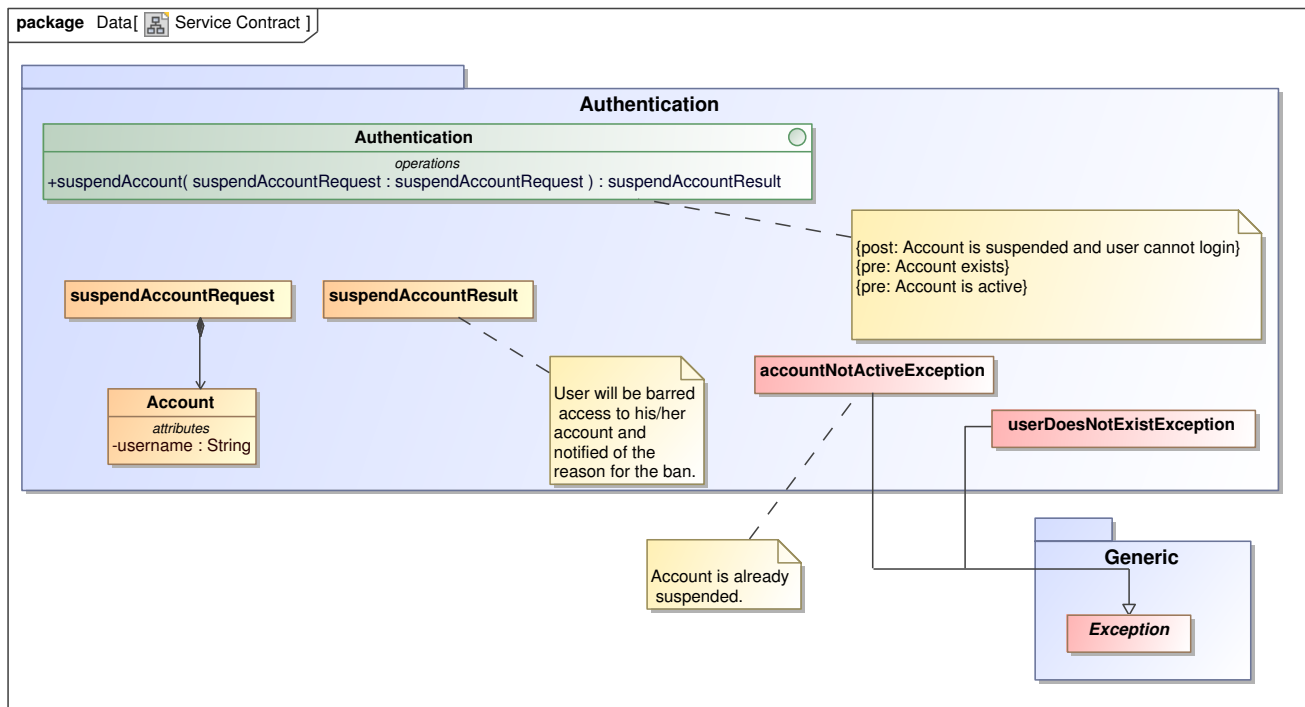 package Data[ Service Contract ]
Authentication
Authentication
operations
+suspendAccount( suspendAccountRequest : suspendAccountRequest ) : suspendAccountResult
{post: Account is suspended and user cannot login}
{pre: Account exists}
{pre: Account is active}
suspendAccountRequest
suspendAccountResult
Account
attributes
-username : String
User will be barred
access to his/her
account and
notified of the
reason for the ban.
accountNotActiveException
userDoesNotExistException
Account is already
suspended.
Generic
Exception